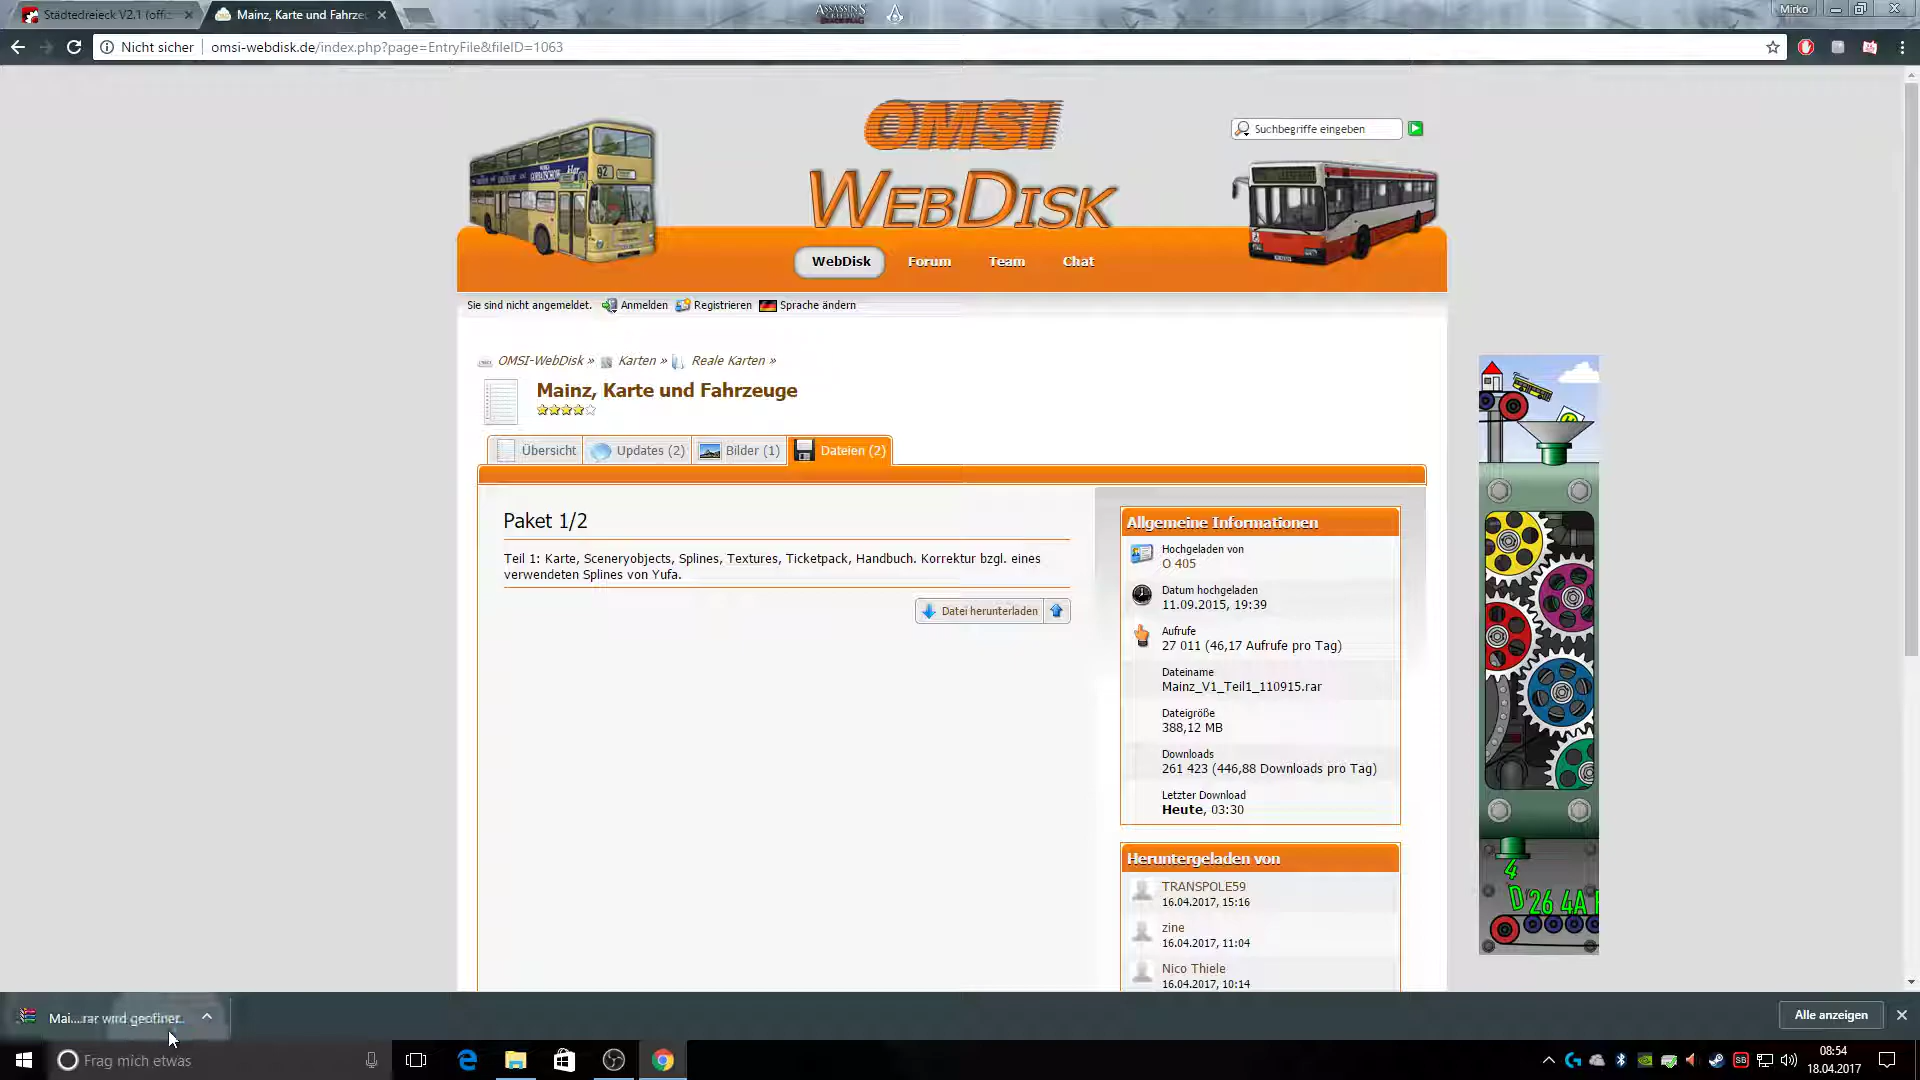 Städtedreieck V2.1 (offi
Mainz, Karte und Fahrze
ASSASSIN'S
Mirko
Nicht sicher
omsi-webdisk.de/index.php?page=EntryFile&fileID=1063
OMSI
WEBDISK
92
Suchbegriffe eingeben
WebDisk
Forum
Team
Chat
Sie sind nicht angemeldet.
Anmelden
Registrieren
Sprache ändern
OMSI-WebDisk »
Karten »
Reale Karten »
Mainz, Karte und Fahrzeuge
Übersicht
Updates (2)
Bilder (1)
Dateien (2)
Paket 1/2
Teil 1: Karte, Sceneryobjects, Splines, Textures, Ticketpack, Handbuch. Korrektur bzgl. eines
verwendeten Splines von Yufa.
Datei herunterladen
Allgemeine Informationen
Hochgeladen von
O 405
Datum hochgeladen
11.09.2015, 19:39
Aufrufe
27 011 (46,17 Aufrufe pro Tag)
Dateiname
Mainz_V1_Teil1_110915.rar
Dateigröße
388,12 MB
Downloads
261 423 (446,88 Downloads pro Tag)
Letzter Download
Heute, 03:30
Heruntergeladen von
TRANSPOLE59
16.04.2017, 15:16
zine
16.04.2017, 11:04
Nico Thiele
16.04.2017, 10:14
4
D 26 4A
Mai....rar wird geöffnet...
Alle anzeigen
Frag mich etwas
08:54
18.04.2017